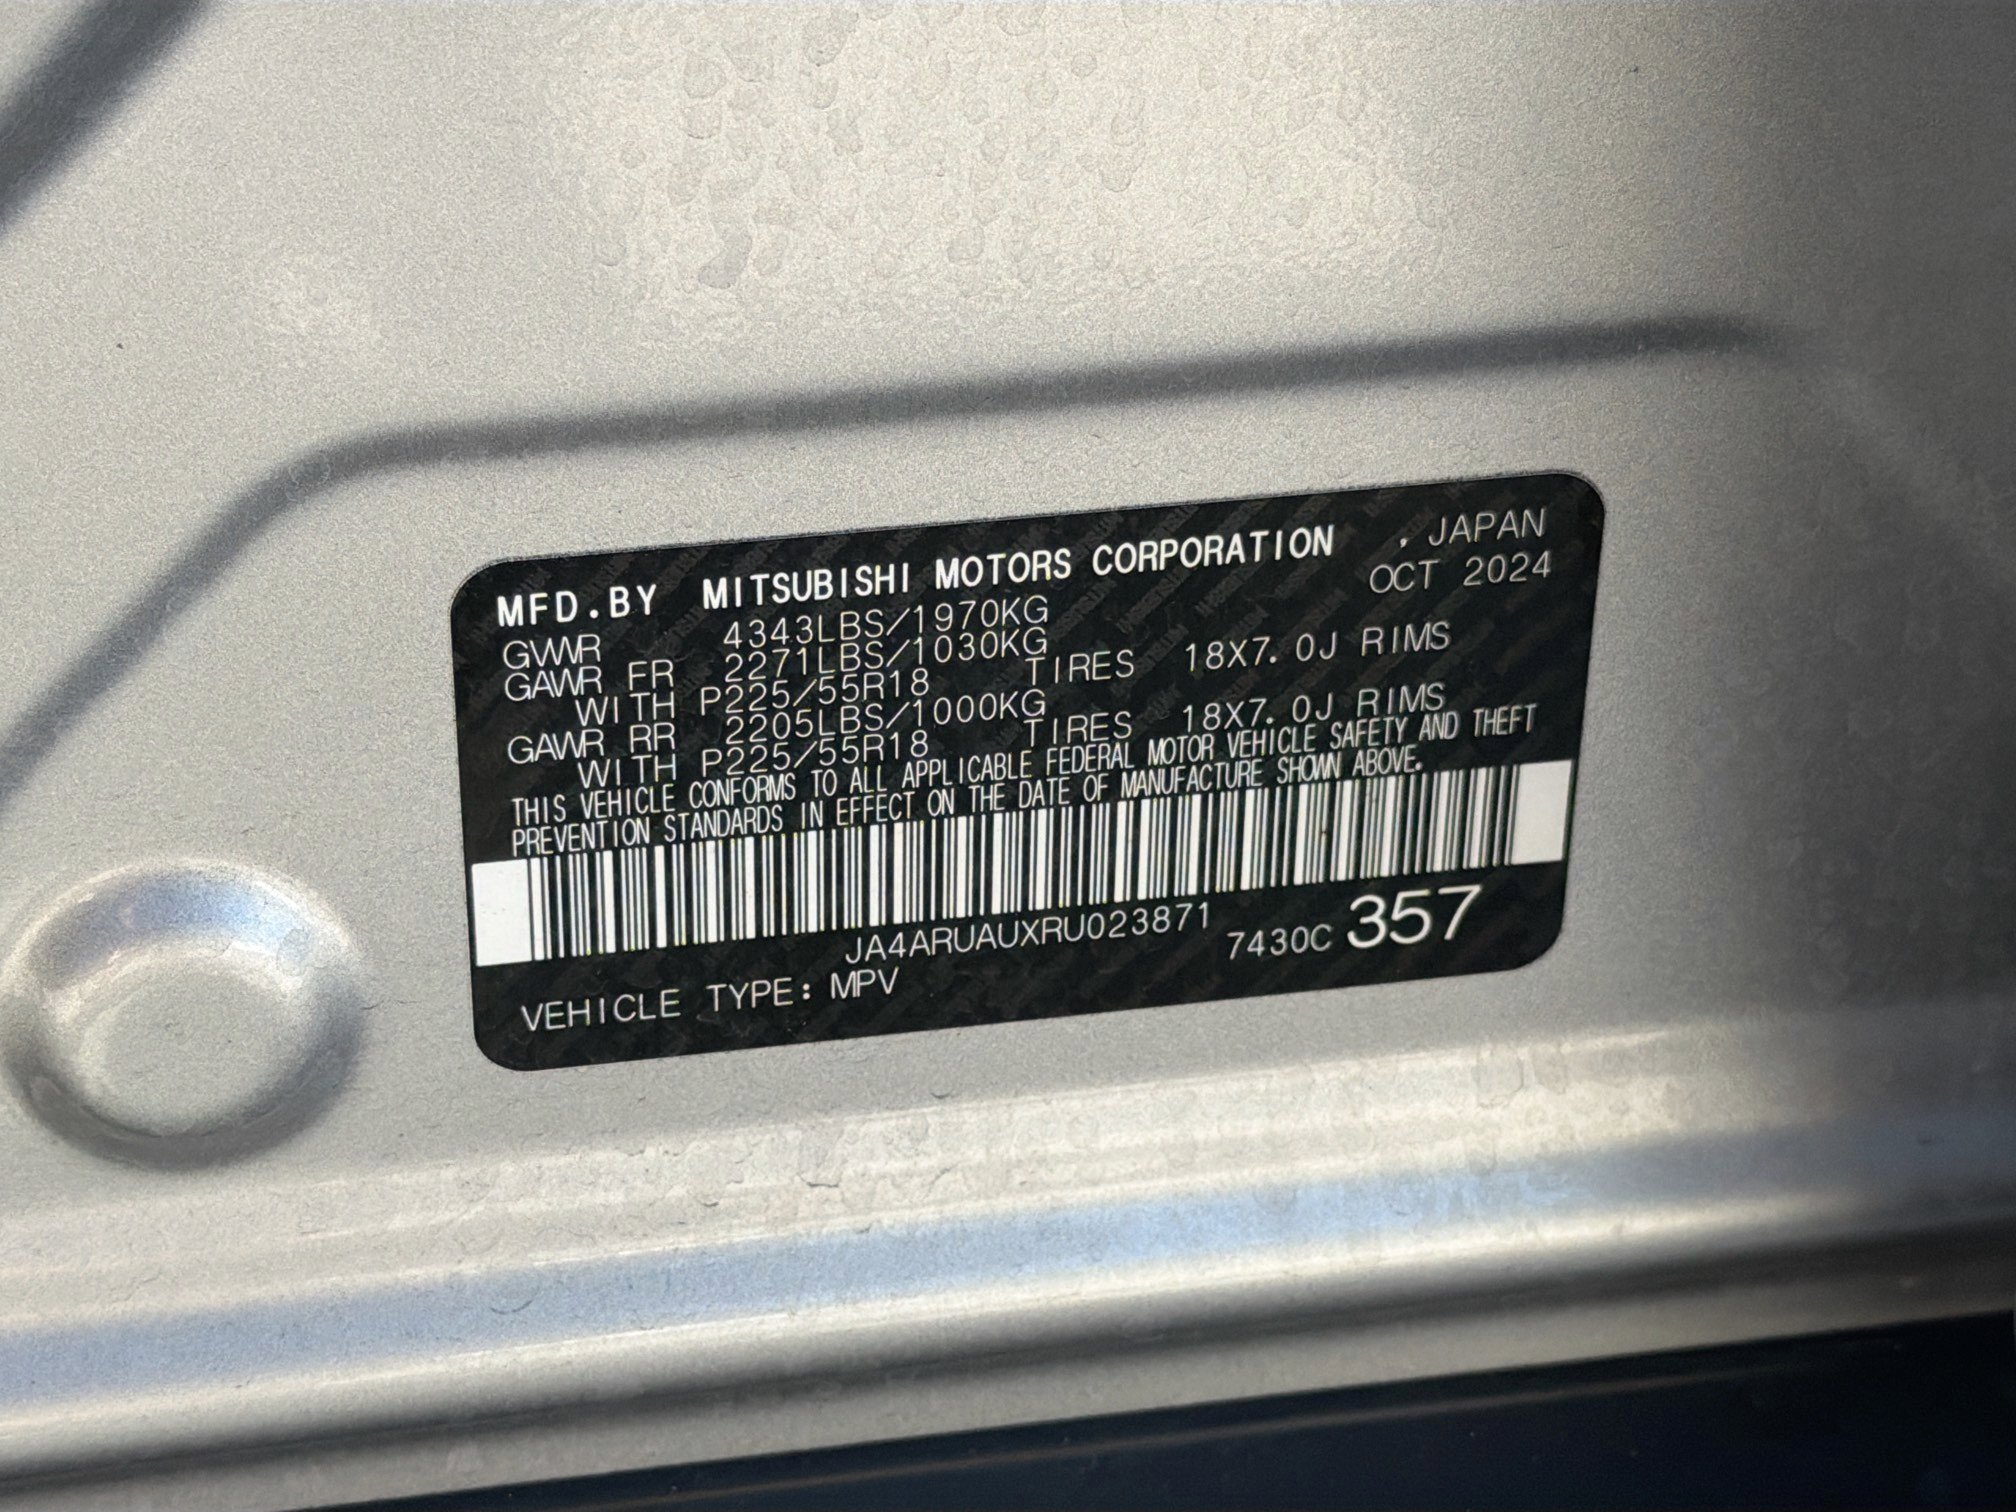 MFD.BY MITSUBISHI MOTORS CORPORATION , JAPAN
OCT 2024
GVWR 4343LBS/1970KG
GAWR FR 2271LBS/1030KG
WITH P225/55R18 TIRES 18X7.0J RIMS
GAWR RR 2205LBS/1000KG
WITH P225/55R18 TIRES 18X7.0J RIMS
THIS VEHICLE CONFORMS TO ALL APPLICABLE FEDERAL MOTOR VEHICLE SAFETY AND THEFT
PREVENTION STANDARDS IN EFFECT ON THE DATE OF MANUFACTURE SHOWN ABOVE.
JA4ARUAUXRU023871 7430C 357
VEHICLE TYPE: MPV